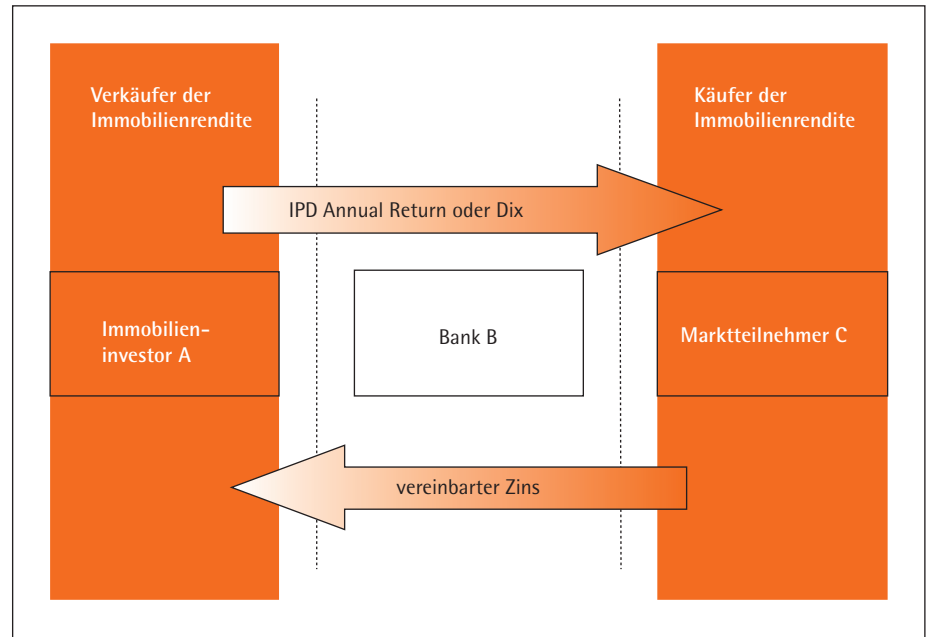 Verkäufer der
Immobilienrendite
Käufer der
Immobilienrendite
IPD Annual Return oder Dix
Immobilien-
investor A
Bank B
Marktteilnehmer C
vereinbarter Zins